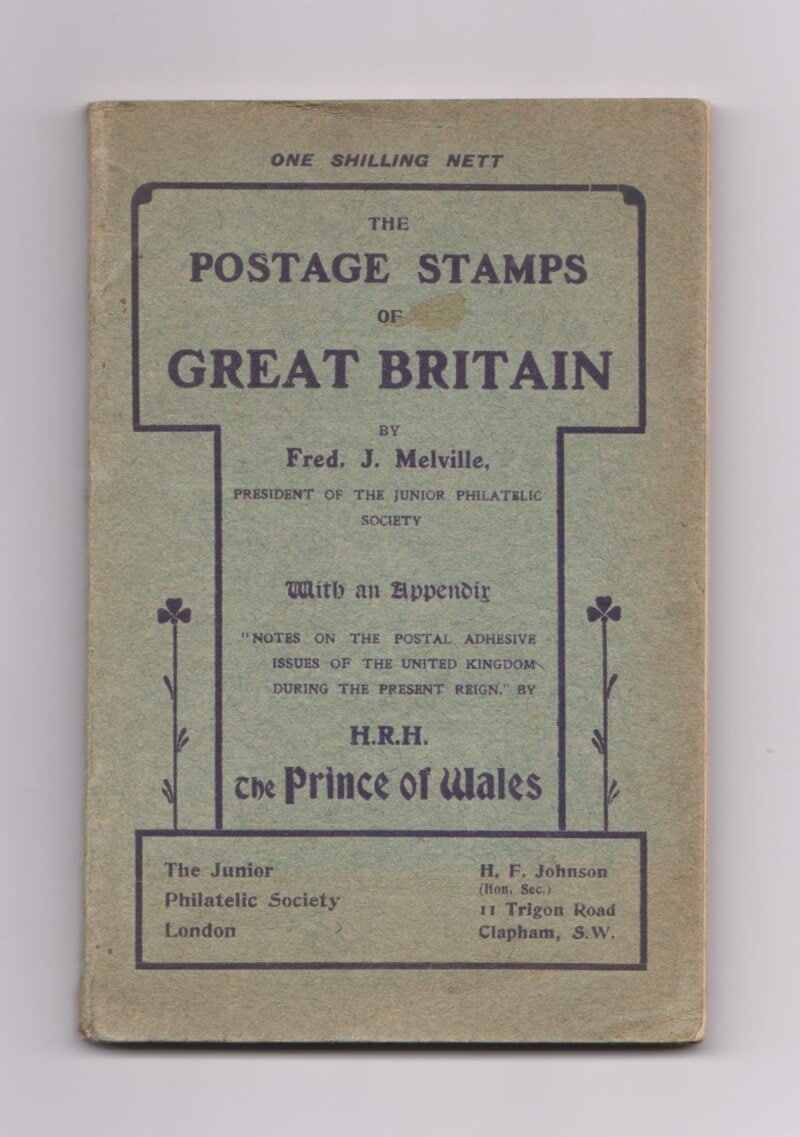 ONE SHILLING NETT
THE
POSTAGE STAMPS
OF
GREAT BRITAIN
BY
Fred. J. Melville,
PRESIDENT OF THE JUNIOR PHILATELIC
SOCIETY
With an Appendix
"NOTES ON THE POSTAL ADHESIVE
ISSUES OF THE UNITED KINGDOM
DURING THE PRESENT REIGN," BY
H.R.H.
The Prince of Wales
The Junior
Philatelic Society
London
H. F. Johnson
(Hon. Sec.)
11 Trigon Road
Clapham, S.W.